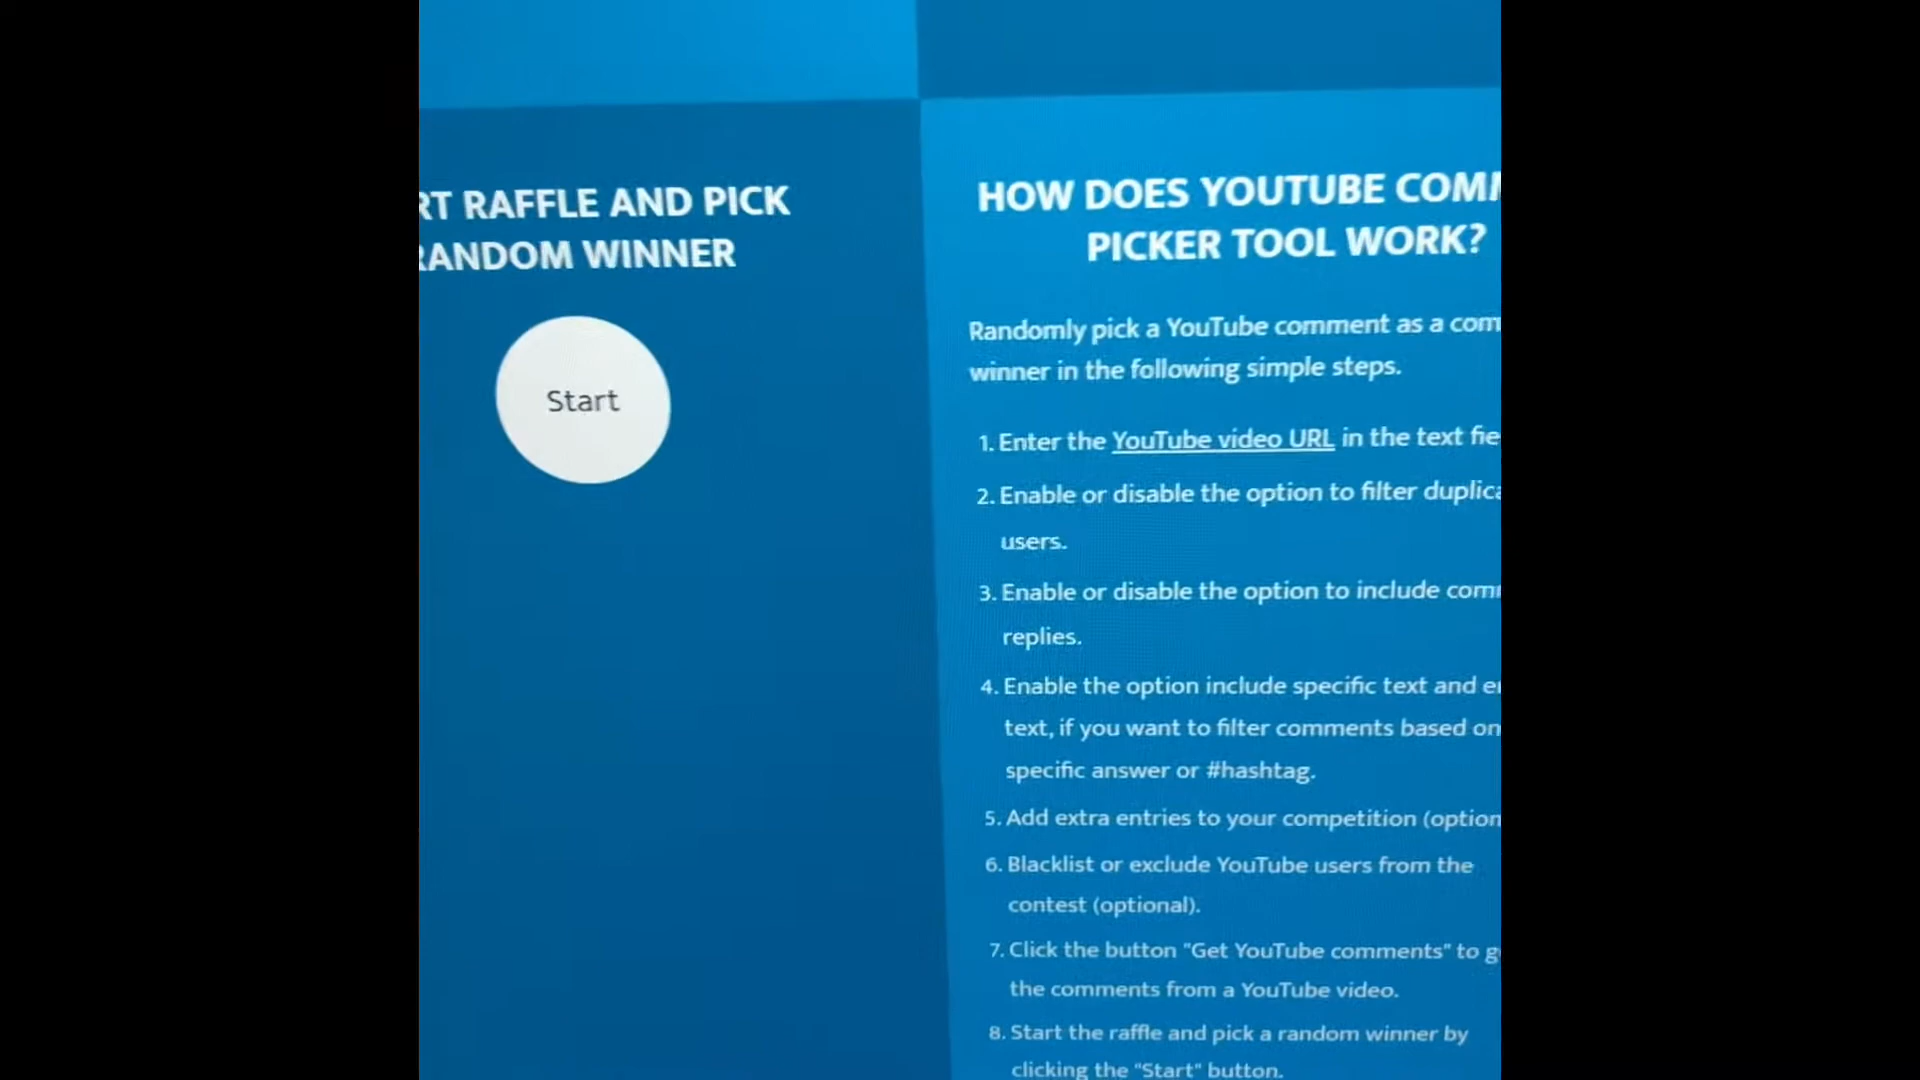 RT RAFFLE AND PICK
RANDOM WINNER
Start
HOW DOES YOUTUBE COMM
PICKER TOOL WORK?
Randomly pick a YouTube comment as a com
winner in the following simple steps.
1. Enter the YouTube video URL in the text fie
2. Enable or disable the option to filter duplica
users.
3. Enable or disable the option to include com
replies.
4. Enable the option include specific text and e
text, if you want to filter comments based on
specific answer or #hashtag.
5. Add extra entries to your competition (option
6. Blacklist or exclude YouTube users from the
contest (optional).
7. Click the button "Get YouTube comments" to g
the comments from a YouTube video.
8. Start the raffle and pick a random winner by
clicking the "Start" button.